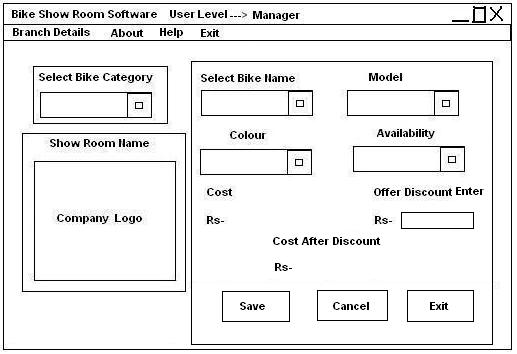 Bike Show Room Software User Level ---> Manager
Branch Details About Help Exit
Select Bike Category
Select Bike Name Model
Show Room Name
Colour Availability
Company Logo
Cost Offer Discount Enter
Rs- Rs-
Cost After Discount
Rs-
Save Cancel Exit